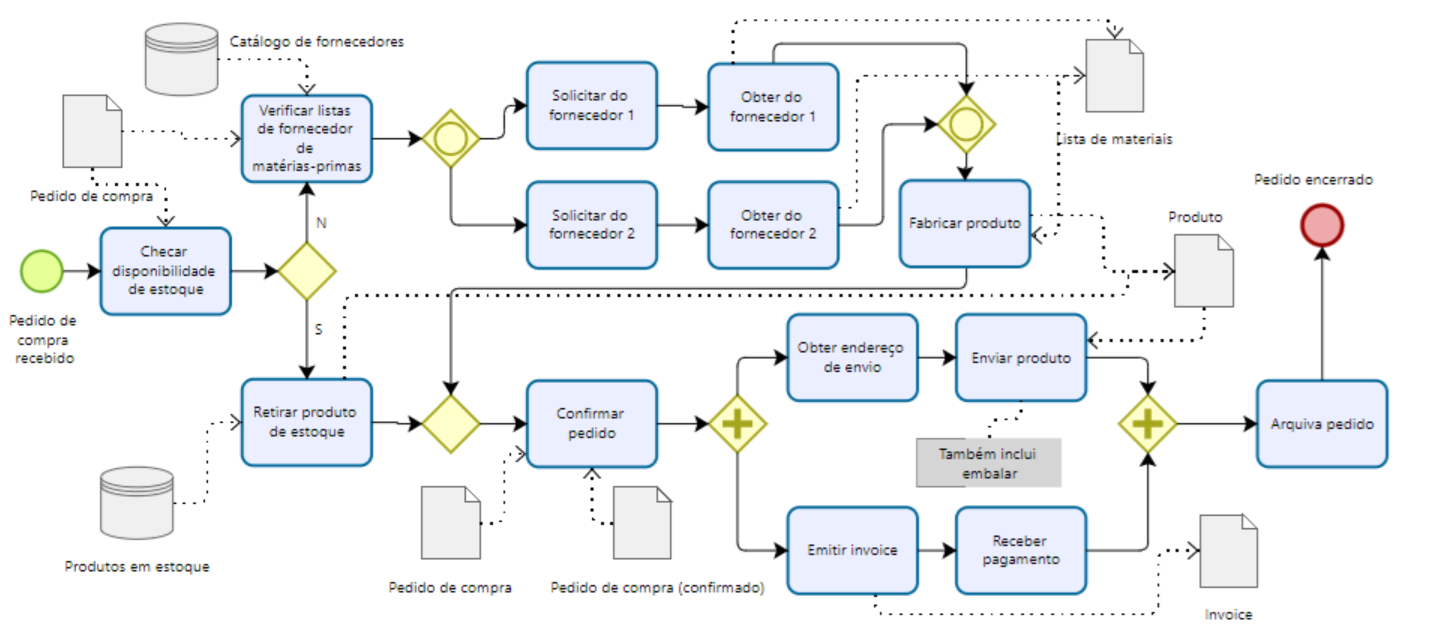 Catálogo de fornecedores
Verificar listas
de fornecedor
de
matérias-primas
Solicitar do
fornecedor 1
Obter do
fornecedor 1
Lista de materiais
Pedido de compra
Solicitar do
fornecedor 2
Obter do
fornecedor 2
Fabricar produto
Pedido encerrado
Produto
N
Checar
disponibilidade
de estoque
Pedido de
compra
recebido
S
Obter endereço
de envio
Enviar produto
Retirar produto
de estoque
Confirmar
pedido
Arquiva pedido
Também inclui
embalar
Produtos em estoque
Pedido de compra
Pedido de compra (confirmado)
Emitir invoice
Receber
pagamento
Invoice